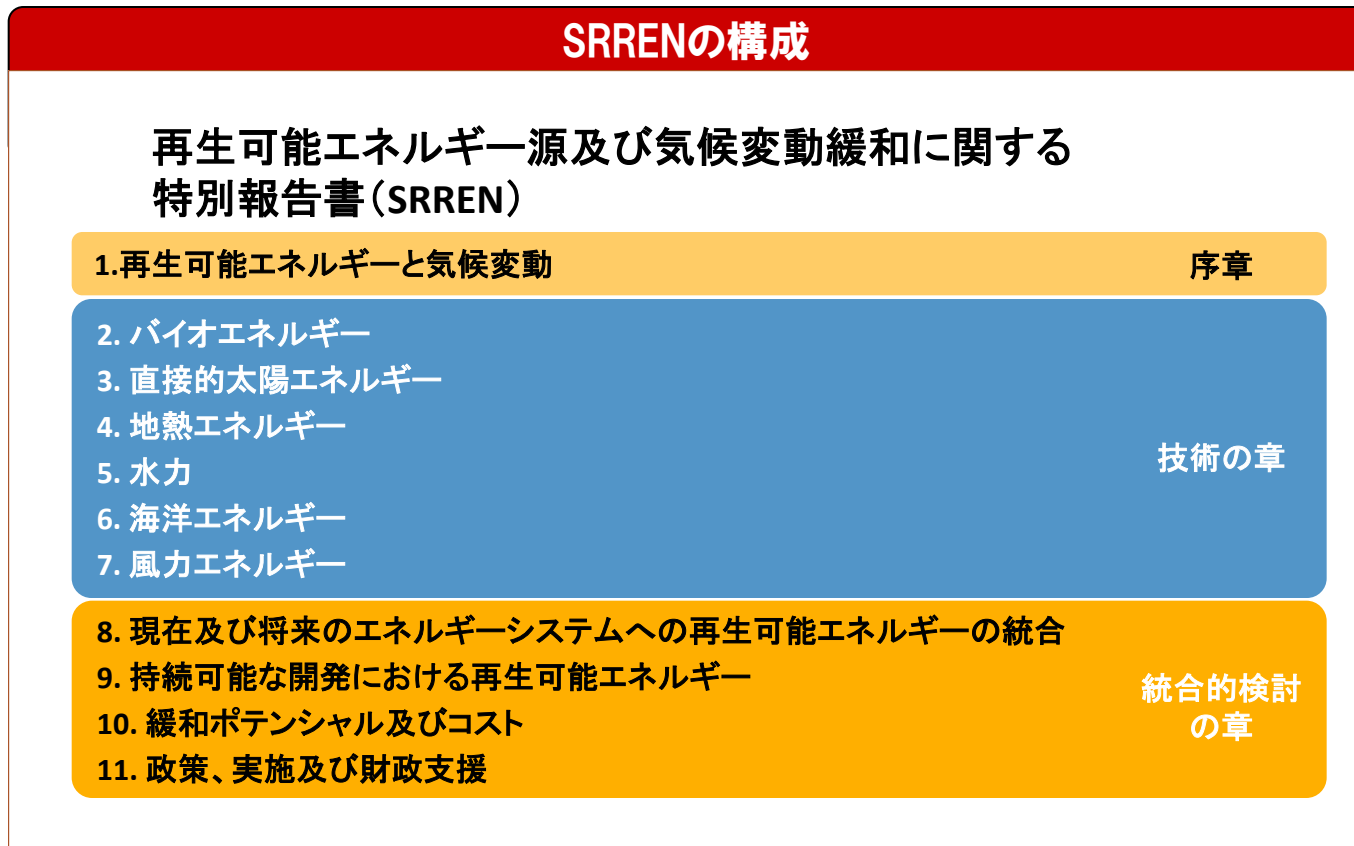 SRRENの構成
再生可能エネルギー源及び気候変動緩和に関する
特別報告書（SRREN）
1.再生可能エネルギーと気候変動
序章
2. バイオエネルギー
3. 直接的太陽エネルギー
4. 地熱エネルギー
5. 水力
6. 海洋エネルギー
7. 風力エネルギー
技術の章
8. 現在及び将来のエネルギーシステムへの再生可能エネルギーの統合
9. 持続可能な開発における再生可能エネルギー
10. 緩和ポテンシャル及びコスト
11. 政策、実施及び財政支援
統合的検討
の章